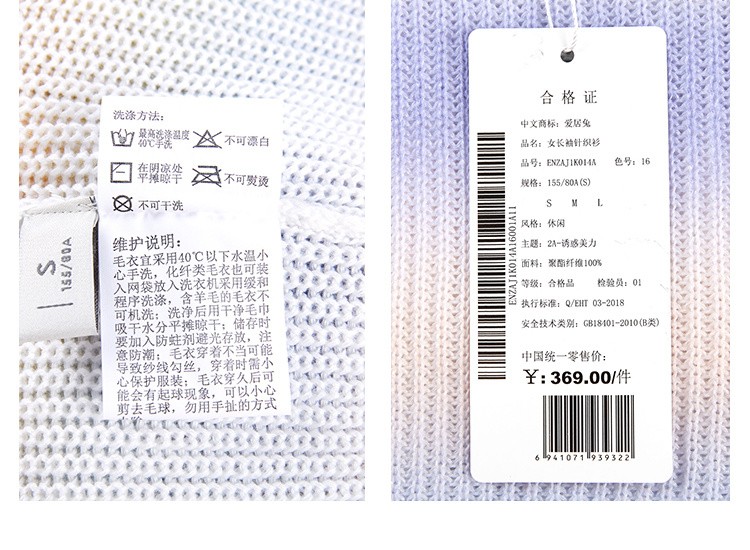 洗涤方法:
最高洗涤温度
40℃手洗
不可漂白
在阴凉处
平摊晾干
不可熨烫
不可干洗
维护说明:
毛衣宜采用40℃以下水温小
心手洗，化纤类毛衣也可装
入网袋放入洗衣机采用缓和
程序洗涤，含羊毛的毛衣不
可机洗；洗净后用干净毛巾
吸干水分平摊晾干；储存时
要加入防蛀剂避光存放，注
意防潮；毛衣穿着不当可能
导致纱线勾丝，穿着时需小
心保护服装；毛衣穿久后可
能会有起球现象，可以小心
剪去毛球，勿用手扯的方式
S
155/80A
合格证
中文商标: 爱居兔
品名: 女长袖针织衫
品号: ENZAJ1K014A 色号: 16
规格: 155/80A(S)
S M L
风格: 休闲
主题: 2A-诱惑美力
面料: 聚酯纤维100%
等级: 合格品 检验员: 01
执行标准: Q/EHT 03-2018
安全技术类别: GB18401-2010(B类)
中国统一零售价:
¥: 369.00/件
6 941071 939322
ENZAJ1K014A16001A11